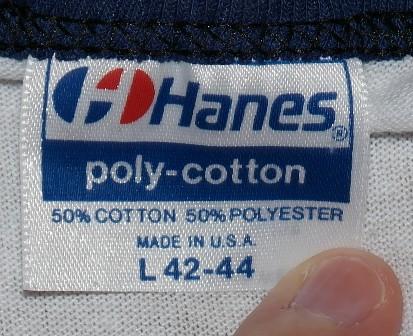 Hanes®
poly-cotton
50% COTTON 50% POLYESTER
MADE IN U.S.A.
L 42-44